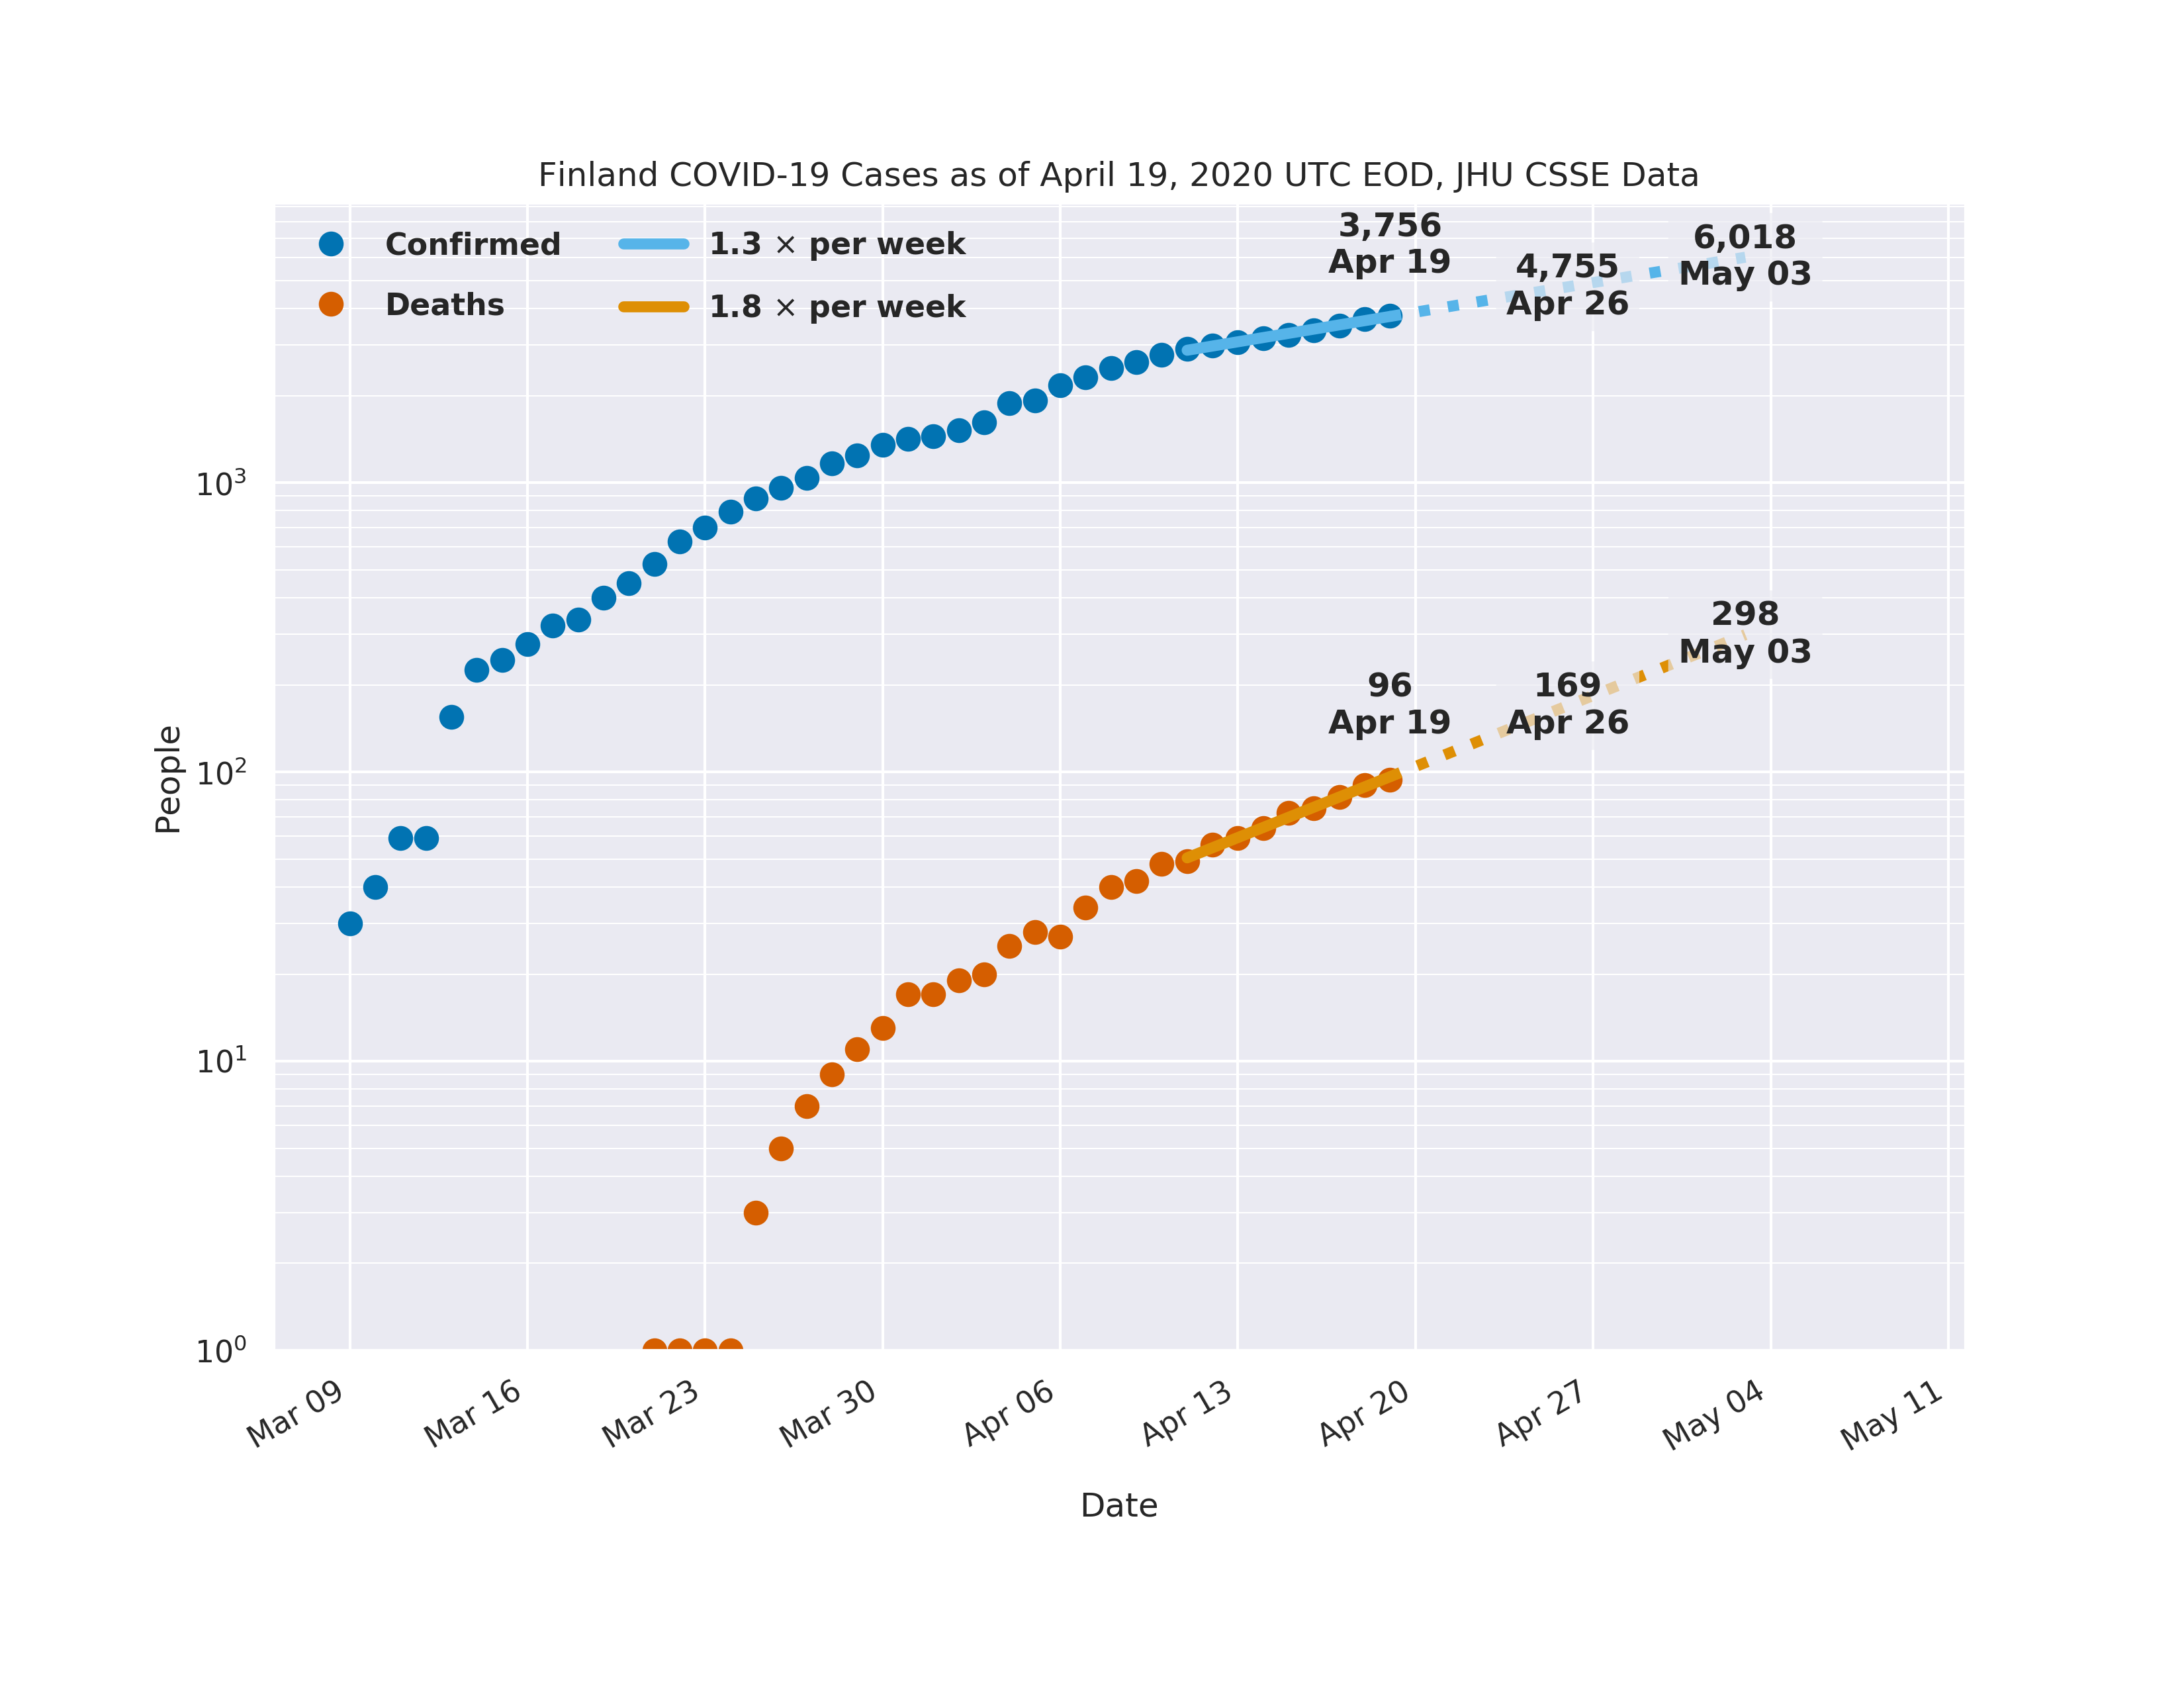 Finland COVID-19 Cases as of April 19, 2020 UTC EOD, JHU CSSE Data
Confirmed
Deaths
1.3 × per week
1.8 × per week
3,756
Apr 19
4,755
Apr 26
6,018
May 03
96
Apr 19
169
Apr 26
298
May 03
People
10³
10²
10¹
10⁰
Mar 09
Mar 16
Mar 23
Mar 30
Apr 06
Apr 13
Apr 20
Apr 27
May 04
May 11
Date